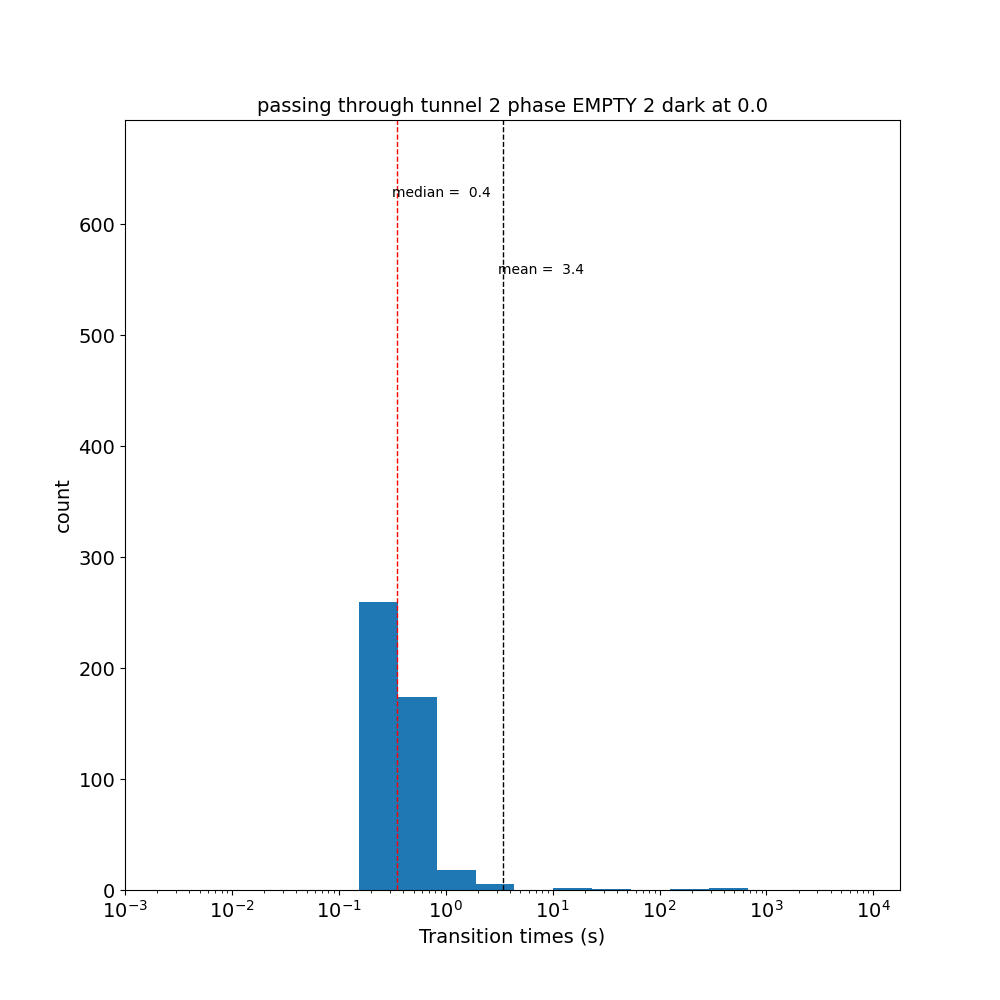 passing through tunnel 2 phase EMPTY 2 dark at 0.0
median =  0.4
mean =  3.4
600
500
400
300
200
100
0
count
10⁻³ 10⁻² 10⁻¹ 10⁰ 10¹ 10² 10³ 10⁴
Transition times (s)